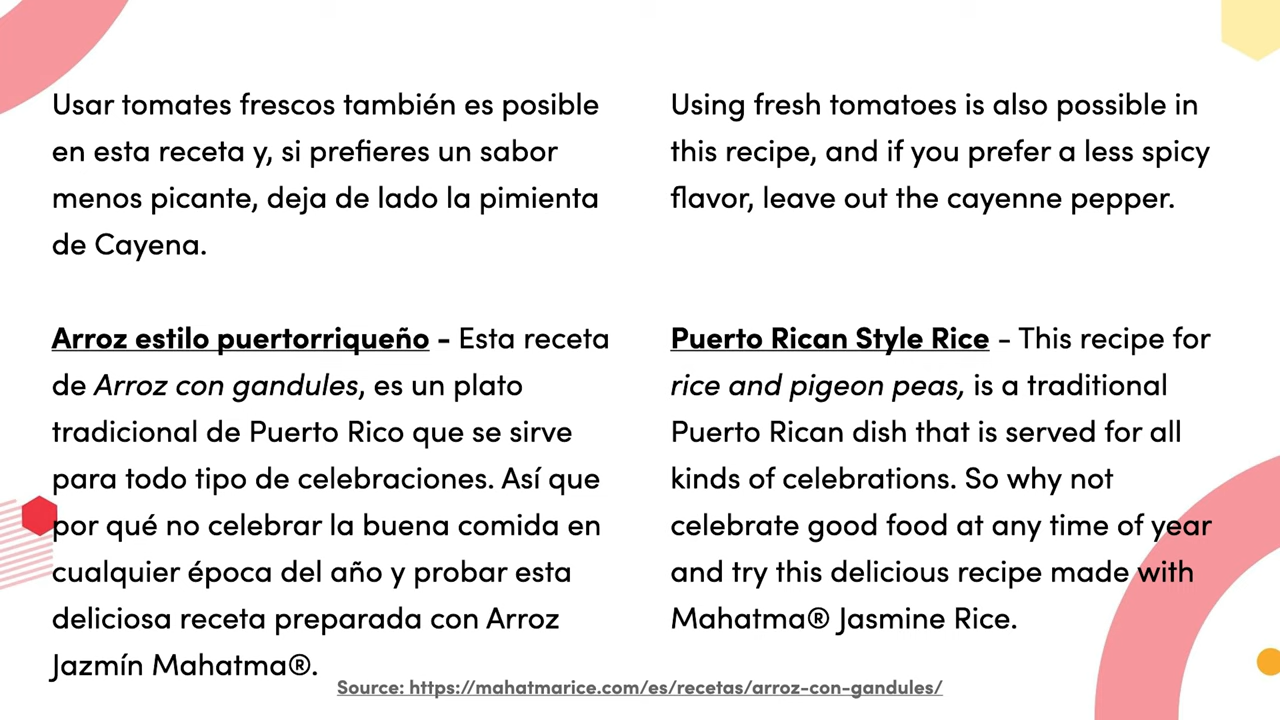 Usar tomates frescos también es posible
en esta receta y, si prefieres un sabor
menos picante, deja de lado la pimienta
de Cayena.
Arroz estilo puertorriqueño - Esta receta
de Arroz con gandules, es un plato
tradicional de Puerto Rico que se sirve
para todo tipo de celebraciones. Así que
por qué no celebrar la buena comida en
cualquier época del año y probar esta
deliciosa receta preparada con Arroz
Jazmín Mahatma®.
Using fresh tomatoes is also possible in
this recipe, and if you prefer a less spicy
flavor, leave out the cayenne pepper.
Puerto Rican Style Rice - This recipe for
rice and pigeon peas, is a traditional
Puerto Rican dish that is served for all
kinds of celebrations. So why not
celebrate good food at any time of year
and try this delicious recipe made with
Mahatma® Jasmine Rice.
Source: https://mahatmarice.com/es/recetas/arroz-con-gandules/